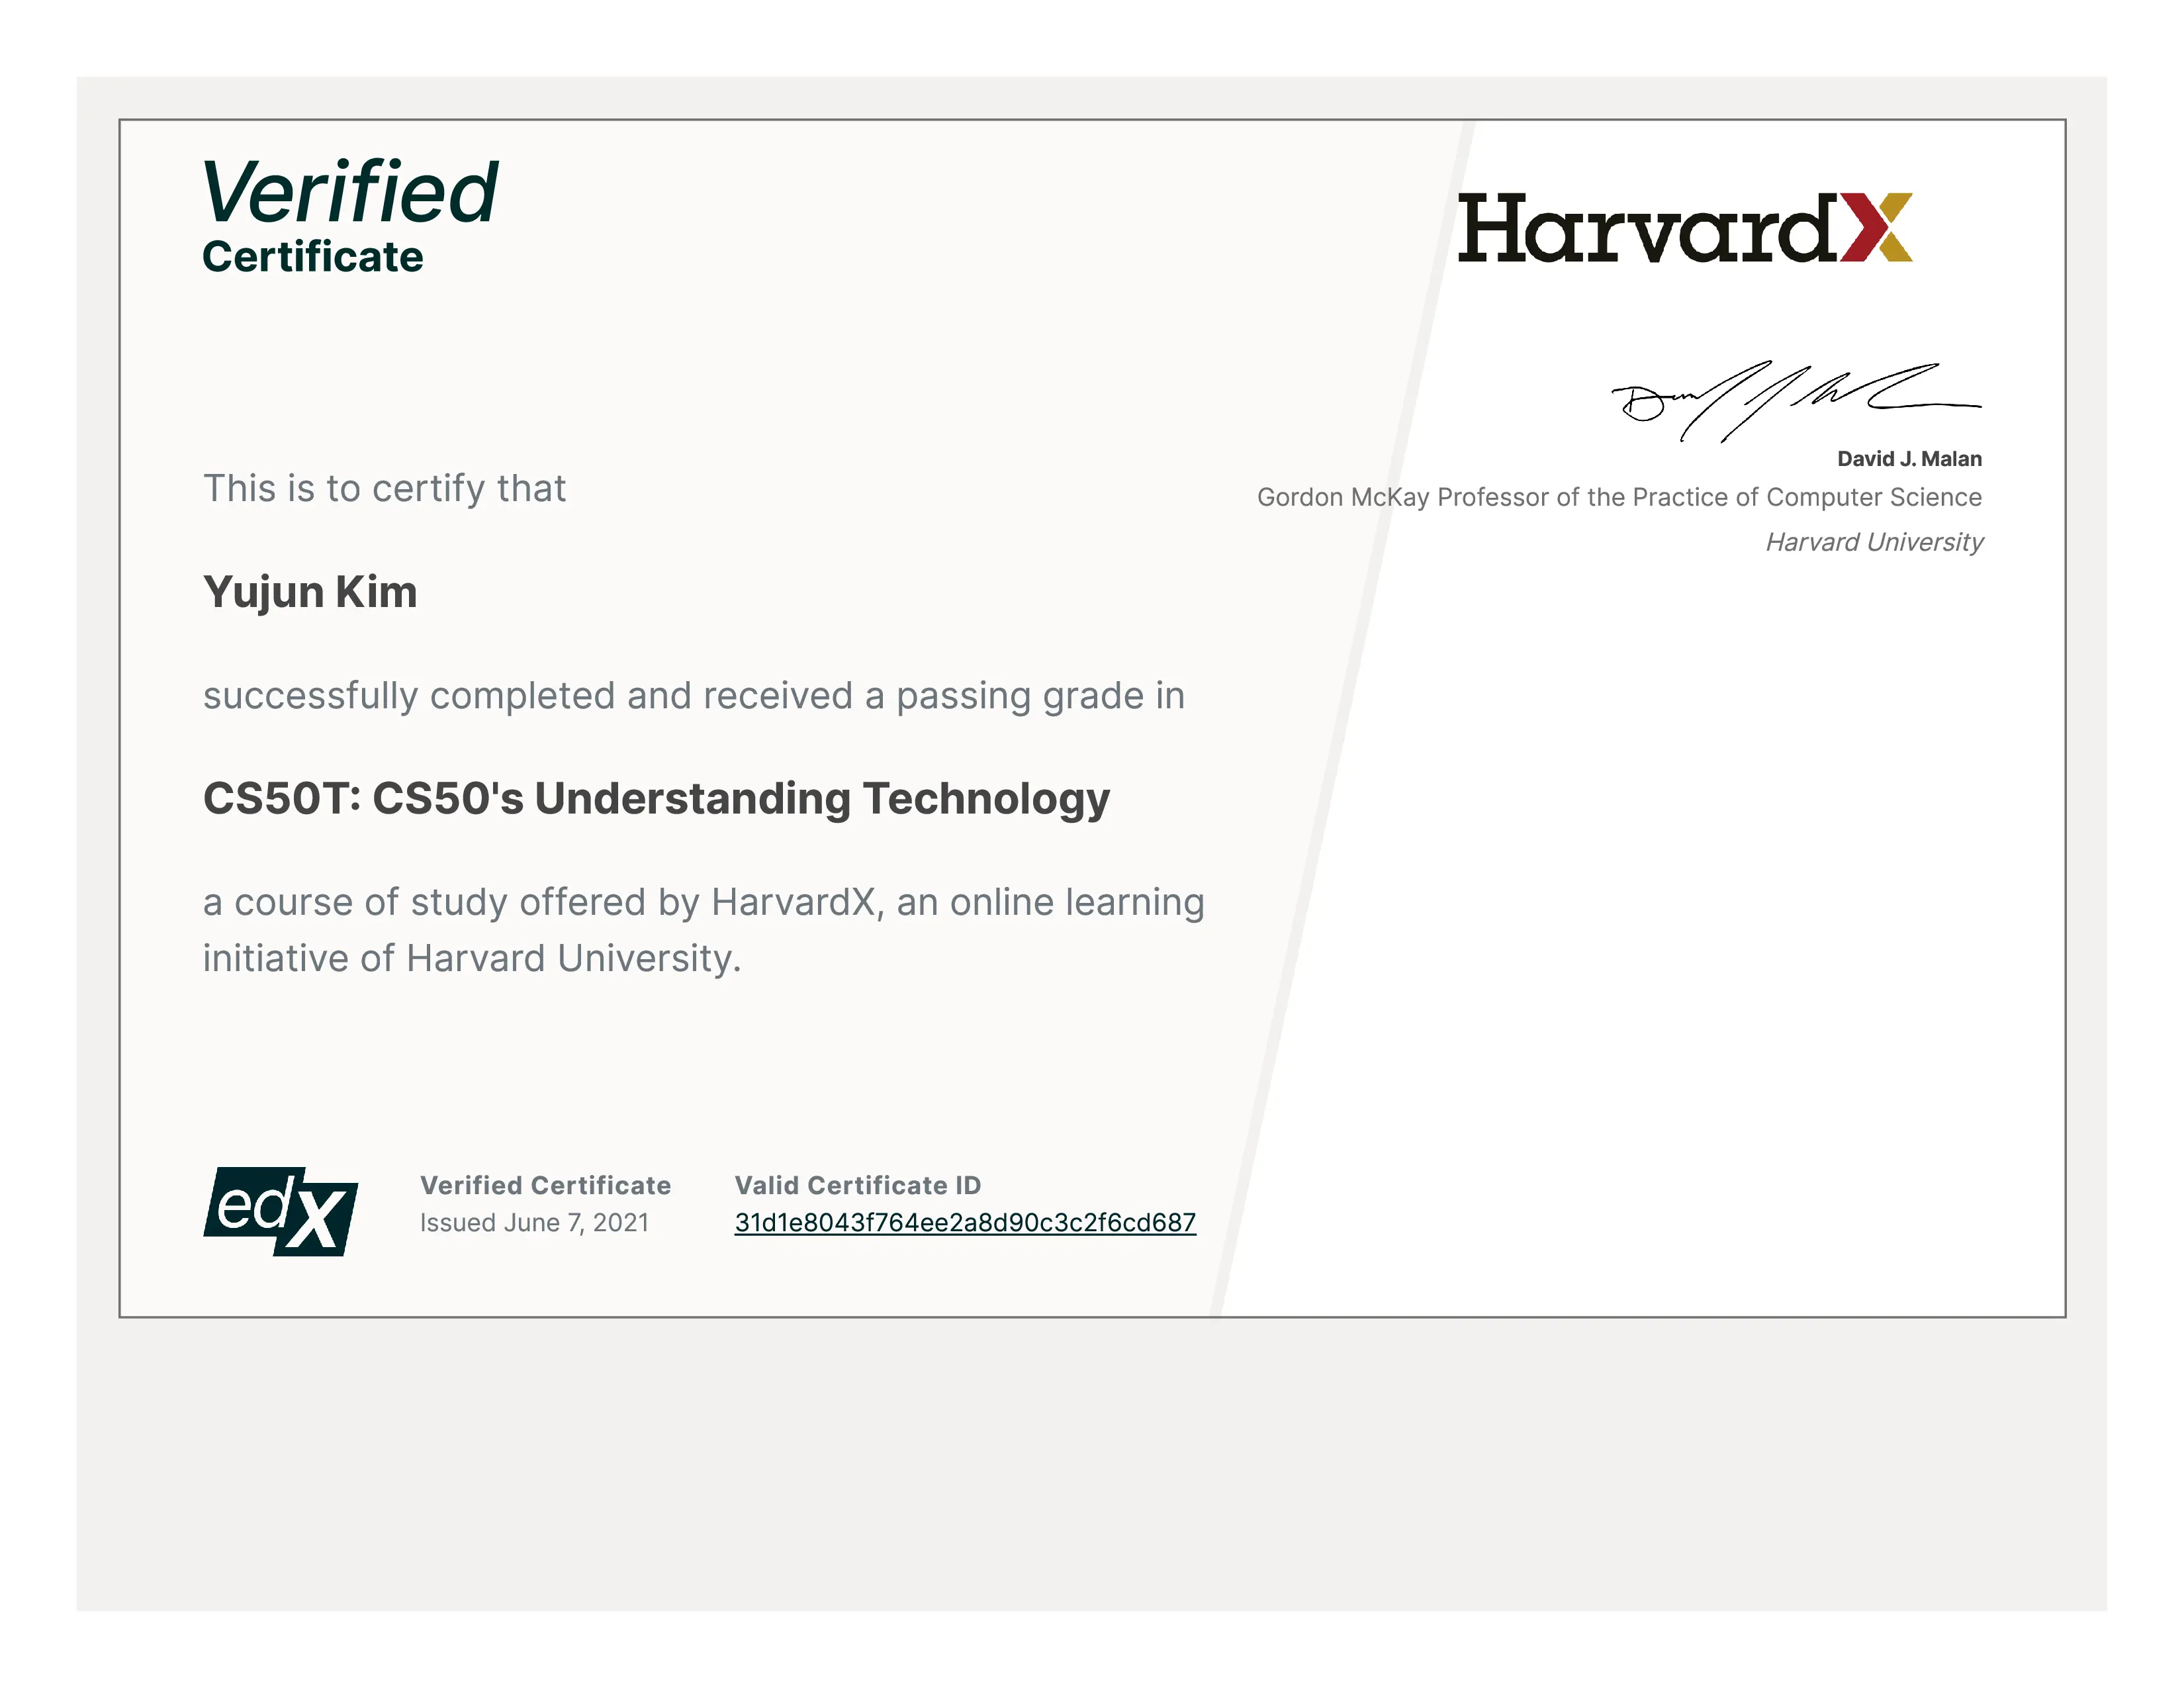 Verified
Certificate
HarvardX
David J. Malan
Gordon McKay Professor of the Practice of Computer Science
Harvard University
This is to certify that
Yujun Kim
successfully completed and received a passing grade in
CS50T: CS50's Understanding Technology
a course of study offered by HarvardX, an online learning
initiative of Harvard University.
edX
Verified Certificate
Issued June 7, 2021
Valid Certificate ID
31d1e8043f764ee2a8d90c3c2f6cd687